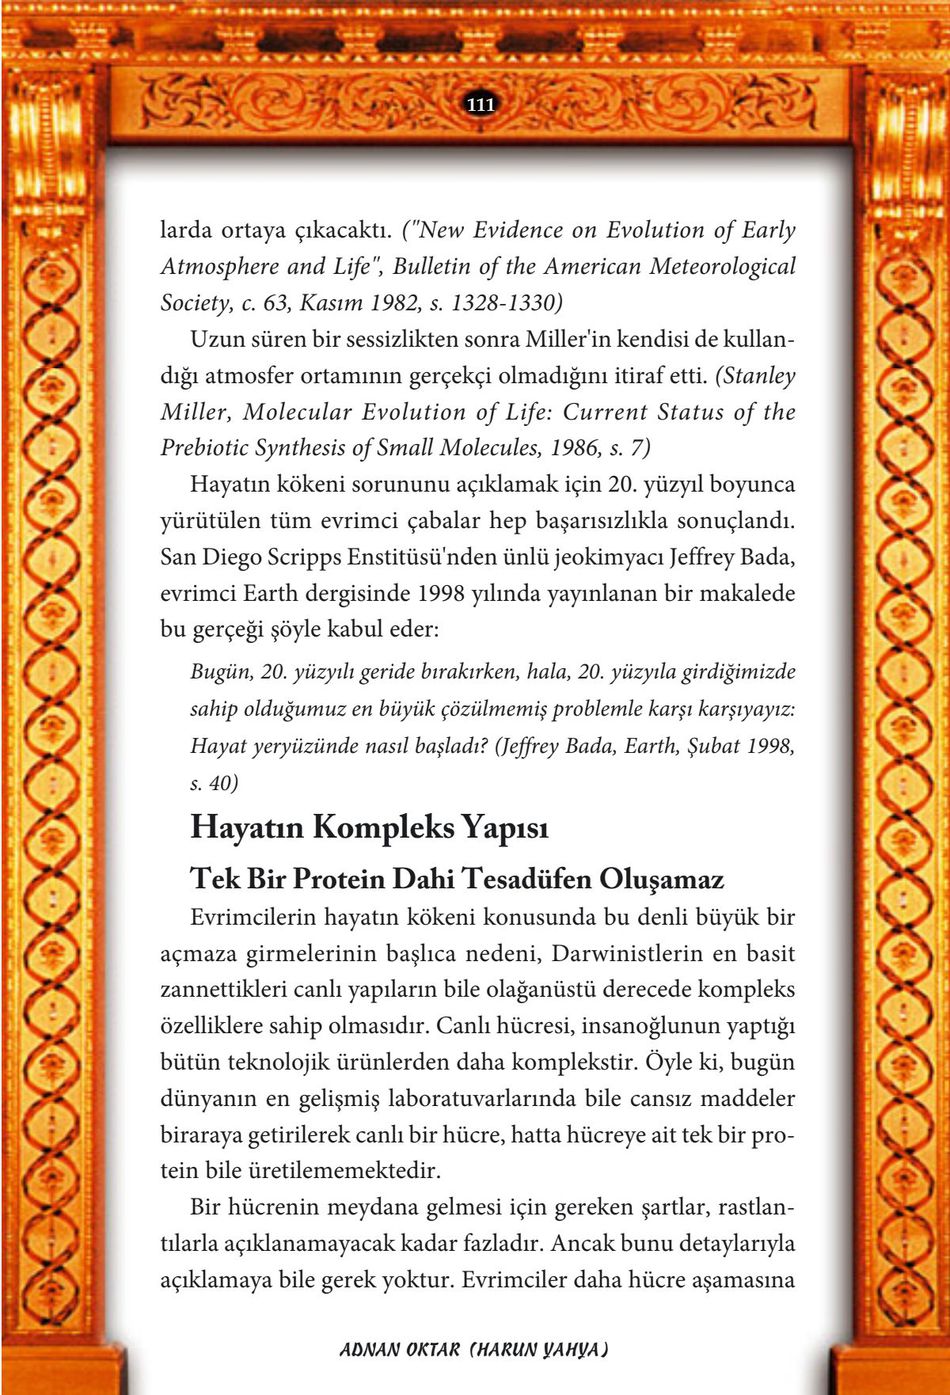 111
larda ortaya çıkacaktı. ("New Evidence on Evolution of Early
Atmosphere and Life", Bulletin of the American Meteorological
Society, c. 63, Kasım 1982, s. 1328-1330)
Uzun süren bir sessizlikten sonra Miller'in kendisi de kullan-
dığı atmosfer ortamının gerçekçi olmadığını itiraf etti. (Stanley
Miller, Molecular Evolution of Life: Current Status of the
Prebiotic Synthesis of Small Molecules, 1986, s. 7)
Hayatın kökeni sorununu açıklamak için 20. yüzyıl boyunca
yürütülen tüm evrimci çabalar hep başarısızlıkla sonuçlandı.
San Diego Scripps Enstitüsü'nden ünlü jeokimyacı Jeffrey Bada,
evrimci Earth dergisinde 1998 yılında yayınlanan bir makalede
bu gerçeği şöyle kabul eder:
Bugün, 20. yüzyılı geride bırakırken, hala, 20. yüzyıla girdiğimizde
sahip olduğumuz en büyük çözülmemiş problemle karşı karşıyayız:
Hayat yeryüzünde nasıl başladı? (Jeffrey Bada, Earth, Şubat 1998,
s. 40)
Hayatın Kompleks Yapısı
Tek Bir Protein Dahi Tesadüfen Oluşamaz
Evrimcilerin hayatın kökeni konusunda bu denli büyük bir
açmaza girmelerinin başlıca nedeni, Darwinistlerin en basit
zannettikleri canlı yapıların bile olağanüstü derecede kompleks
özelliklere sahip olmasıdır. Canlı hücresi, insanoğlunun yaptığı
bütün teknolojik ürünlerden daha komplekstir. Öyle ki, bugün
dünyanın en gelişmiş laboratuvarlarında bile cansız maddeler
biraraya getirilerek canlı bir hücre, hatta hücreye ait tek bir pro-
tein bile üretilememektedir.
Bir hücrenin meydana gelmesi için gereken şartlar, rastlan-
tılarla açıklanamayacak kadar fazladır. Ancak bunu detaylarıyla
açıklamaya bile gerek yoktur. Evrimciler daha hücre aşamasına
ADNAN OKTAR (HARUN YAHYA)